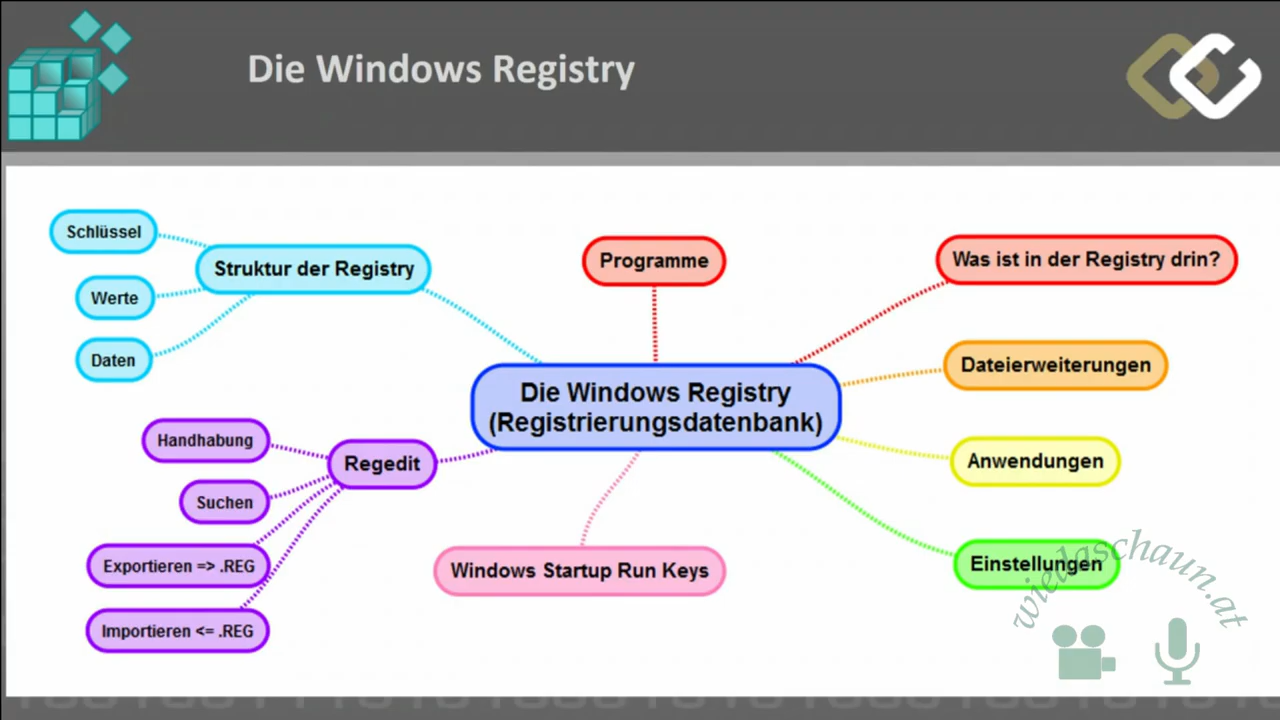 Die Windows Registry
Schlüssel
Werte
Daten
Struktur der Registry
Programme
Was ist in der Registry drin?
Dateierweiterungen
Anwendungen
Einstellungen
Die Windows Registry
(Registrierungsdatenbank)
Handhabung
Suchen
Exportieren => .REG
Importieren <= .REG
Regedit
Windows Startup Run Keys
wiedaschaun.at